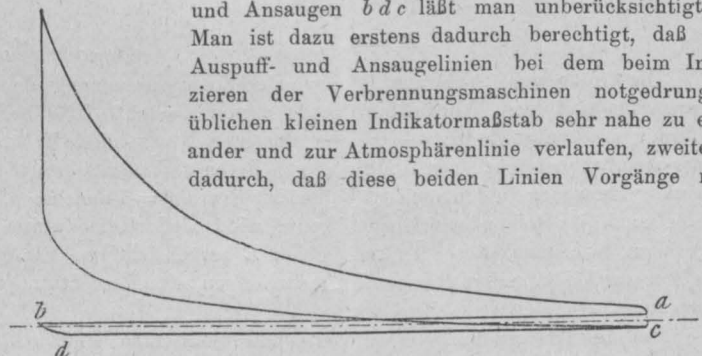 und Ansaugen b d c läßt man unberücksichtigt
Man ist dazu erstens dadurch berechtigt, daß
Auspuff- und Ansaugelinien bei dem beim In
zieren der Verbrennungsmaschinen notgedrung
üblichen kleinen Indikatormaßstab sehr nahe zu e
ander und zur Atmosphärenlinie verlaufen, zweite
dadurch, daß diese beiden Linien Vorgänge
a
b
c
d